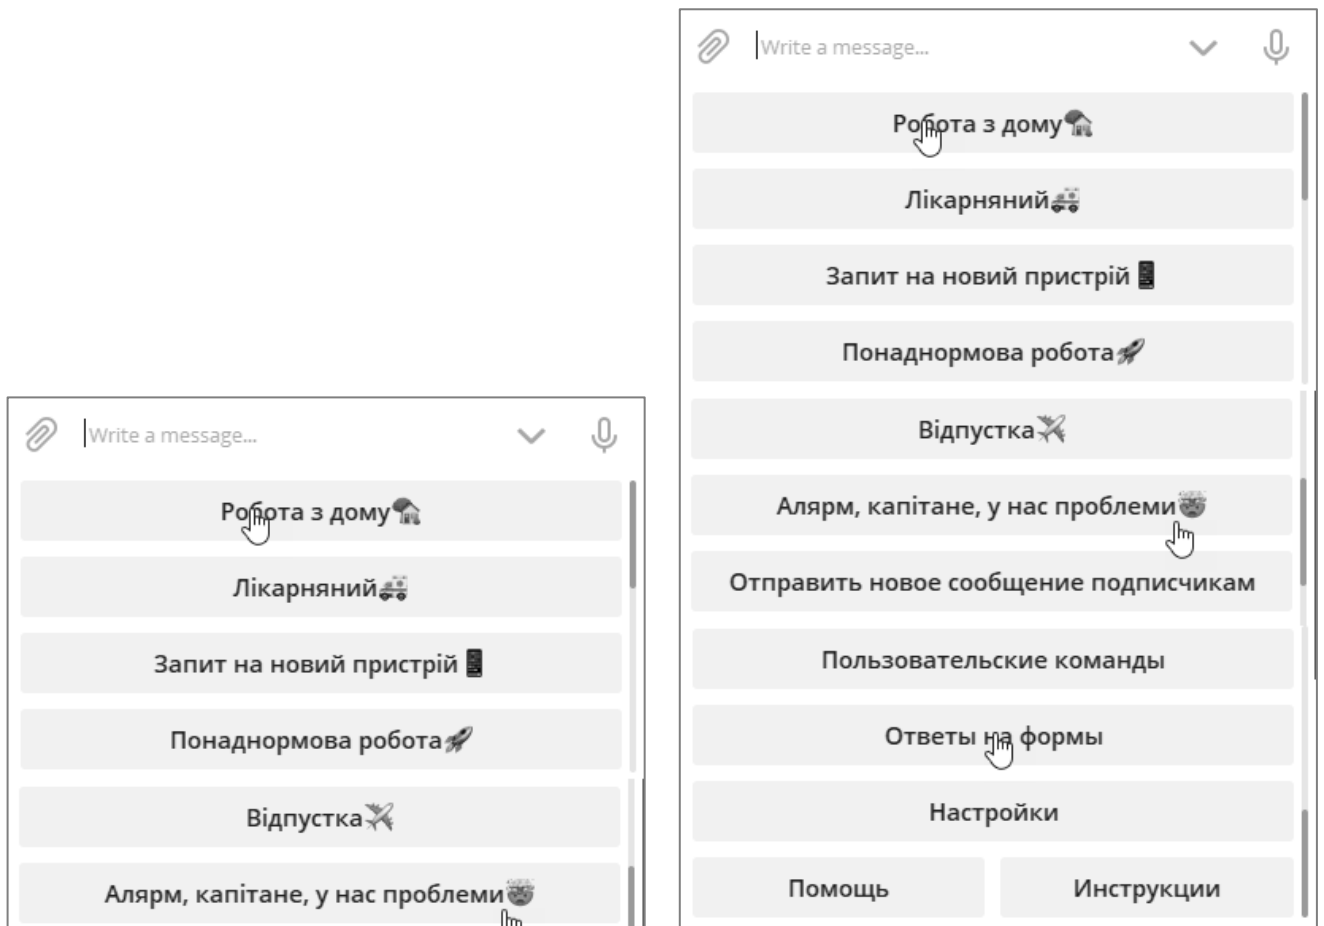 Write a message...
Робота з дому
Лікарняний
Запит на новий пристрій
Понаднормова робота
Відпустка
Алярм, капітане, у нас проблеми
Write a message...
Робота з дому
Лікарняний
Запит на новий пристрій
Понаднормова робота
Відпустка
Алярм, капітане, у нас проблеми
Отправить новое сообщение подписчикам
Пользовательские команды
Ответы на формы
Настройки
Помощь
Инструкции